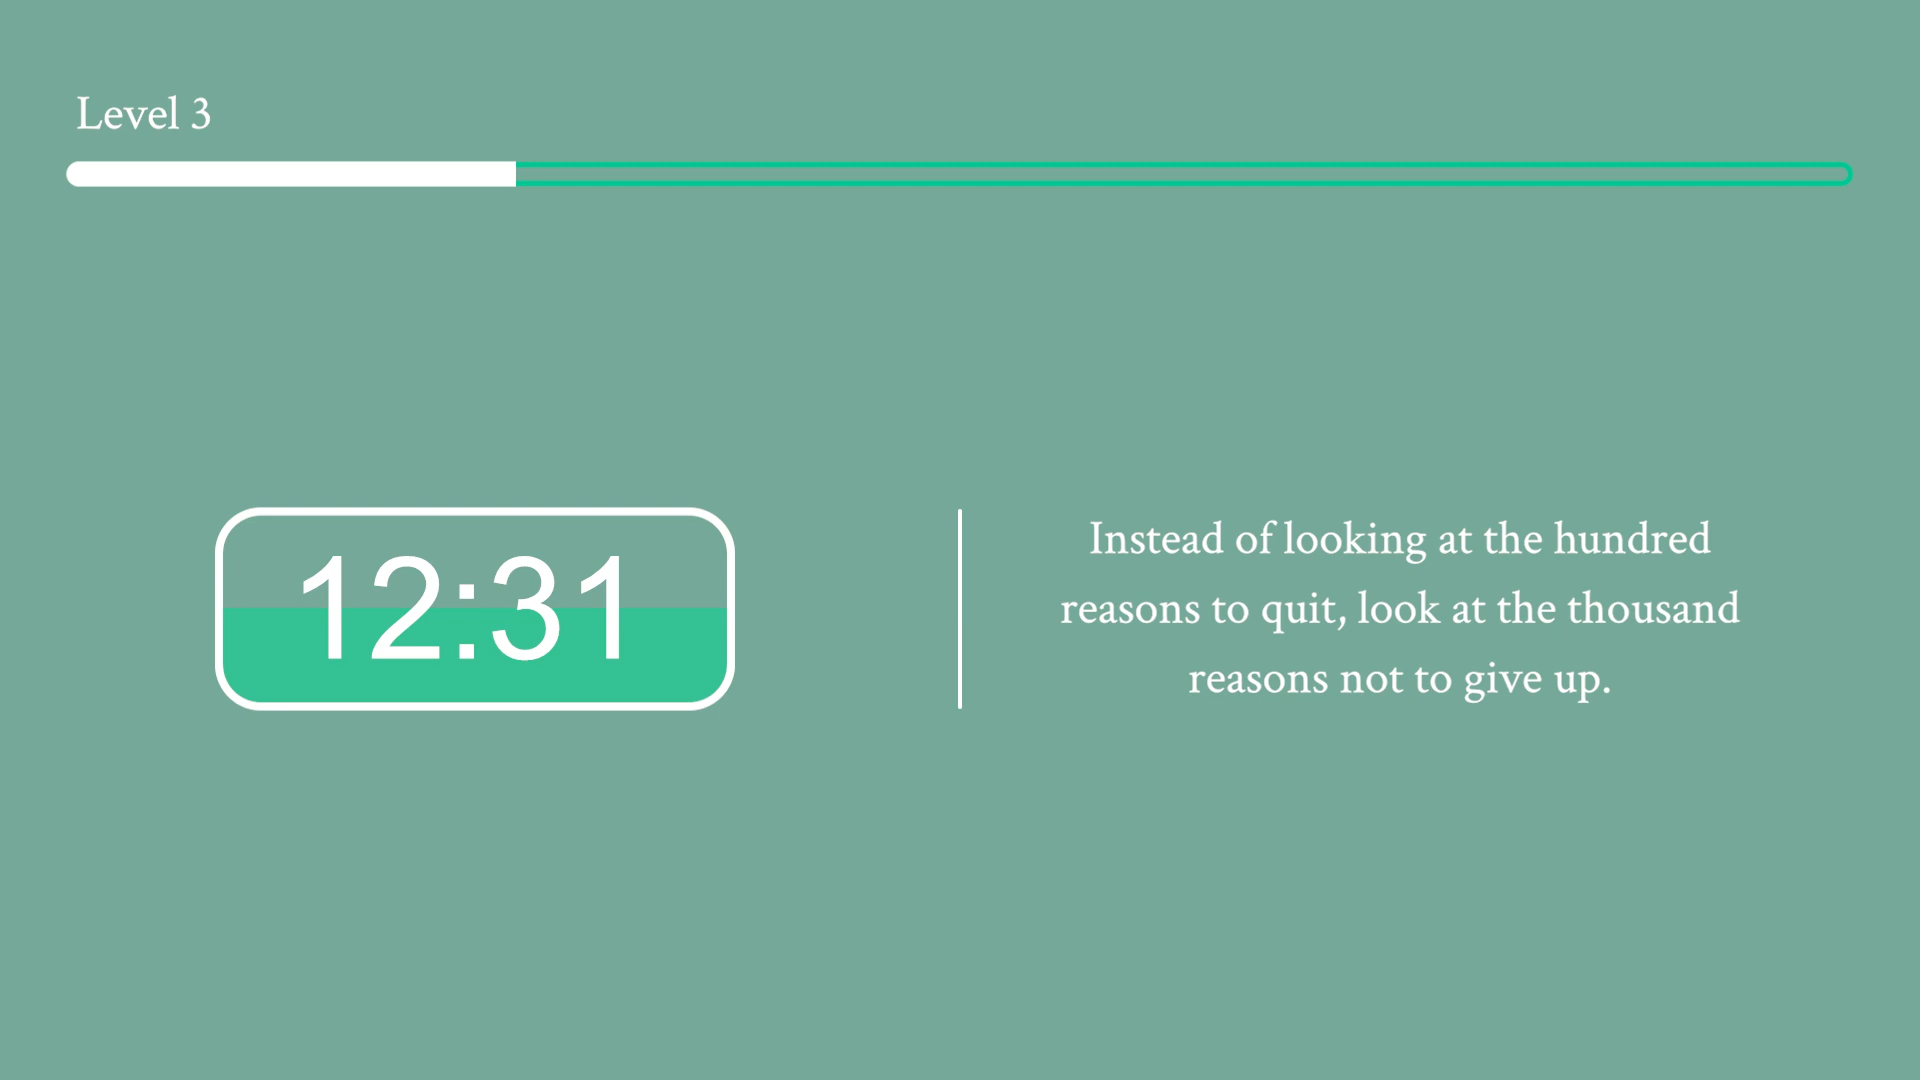 Level 3
12:31
Instead of looking at the hundred
reasons to quit, look at the thousand
reasons not to give up.